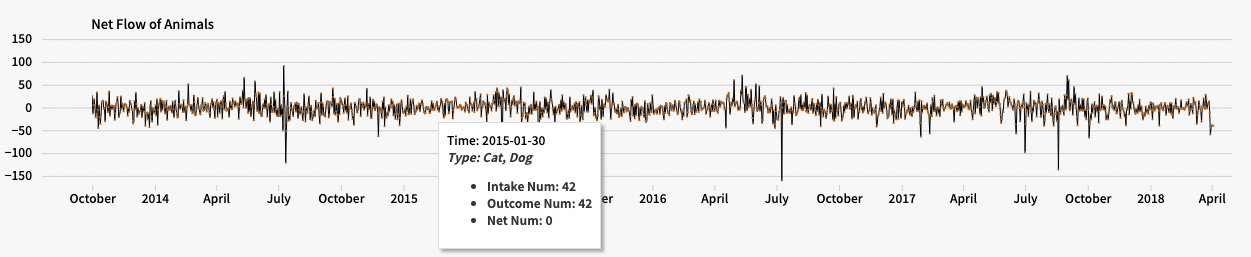 Net Flow of Animals
150
100
50
0
−50
−100
−150
October 2014 April July October 2015 er 2016 April July October 2017 April July October 2018 April
Time: 2015-01-30
Type: Cat, Dog
Intake Num: 42
Outcome Num: 42
Net Num: 0